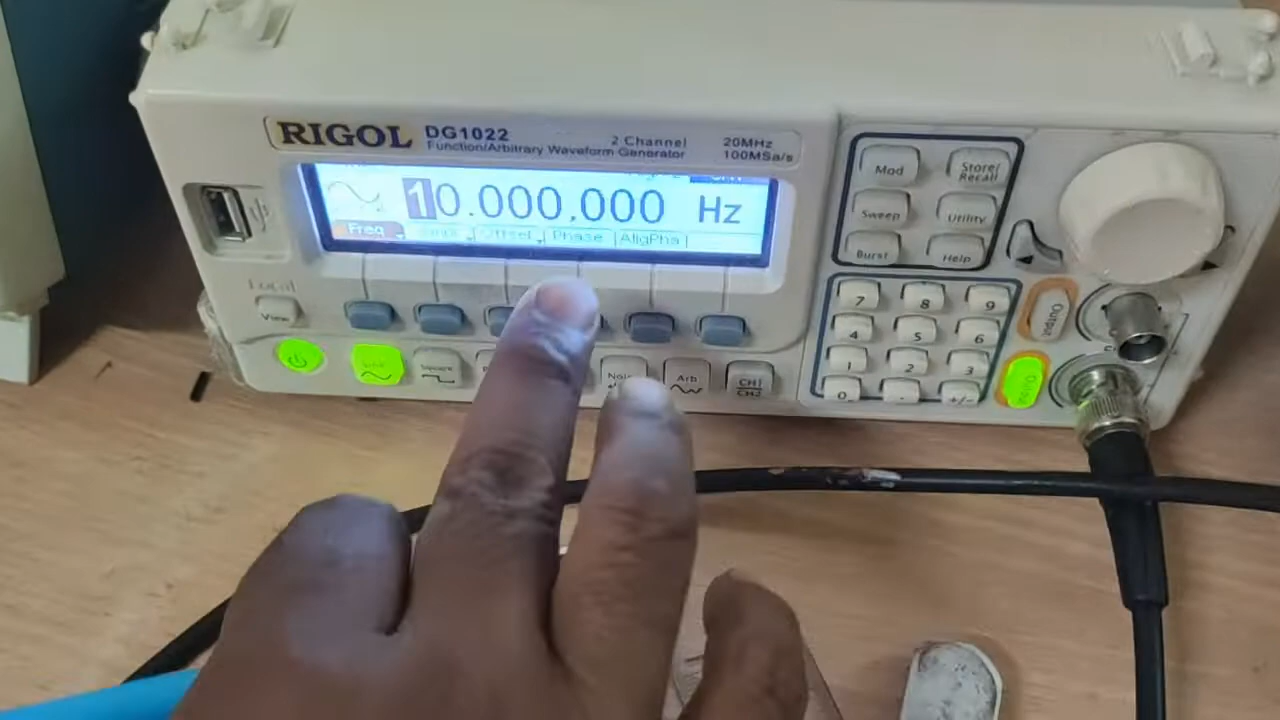 RIGOL
DG1022
2 Channel
20MHz
Function/Arbitrary Waveform Generator
100MSa/s
10.000,000 Hz
Freq
Offset
Phase
AligPha
Local
View
Square
Arb
CH1
CH2
Mod
Store/
Recall
Sweep
Utility
Burst
Help
7
8
9
4
5
6
1
2
3
0
.
+/-
Output